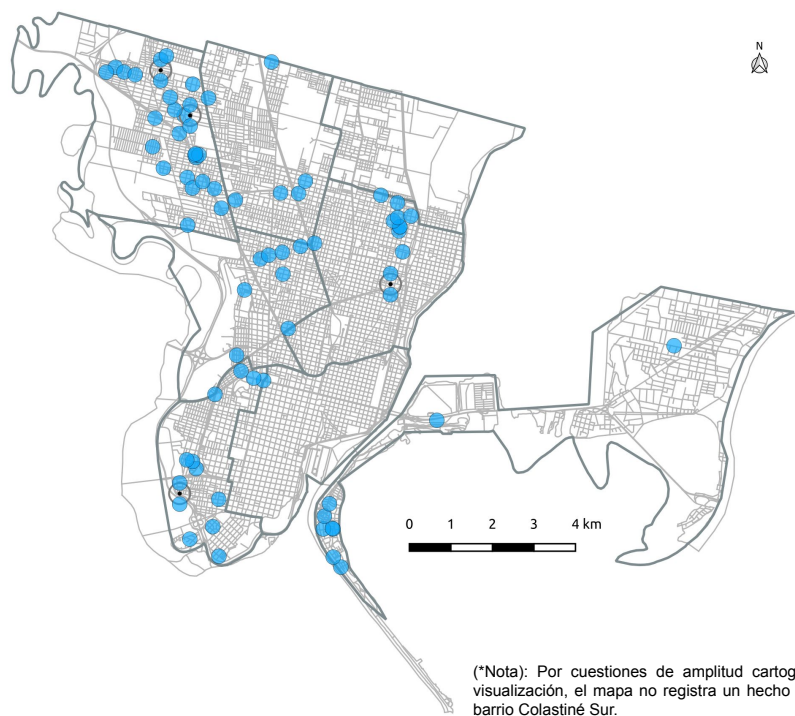 N
0 1 2 3 4 km
(*Nota): Por cuestiones de amplitud
visualización, el mapa no registra un hecho
barrio Colastiné Sur.